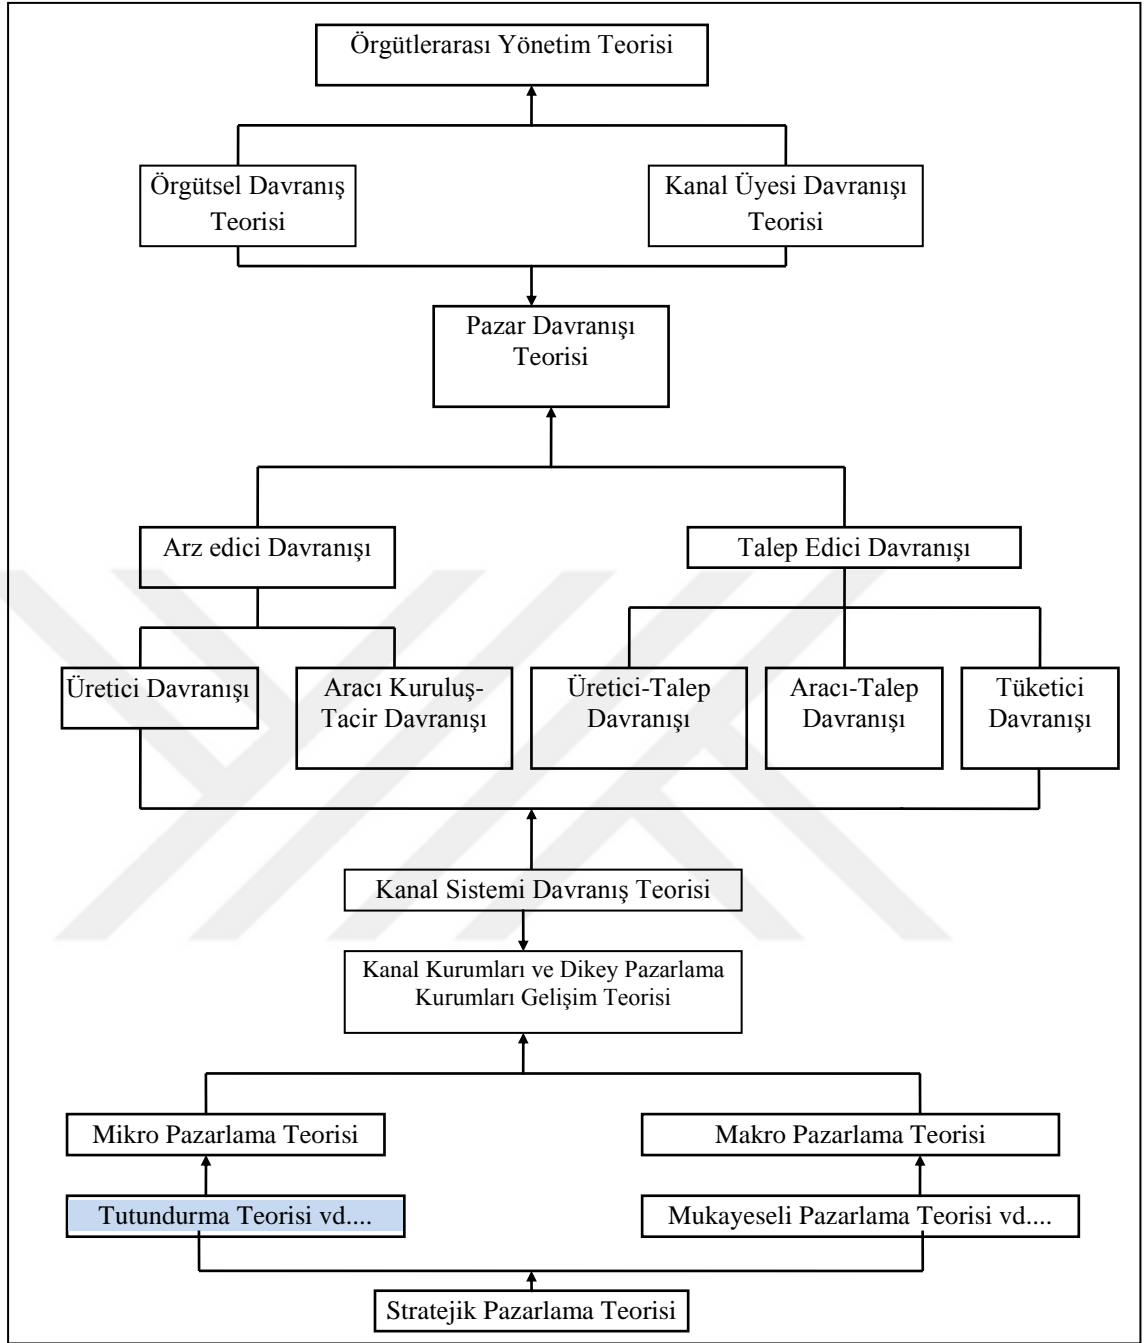 Örgütlerarası Yönetim Teorisi
Örgütsel Davranış
Teorisi
Kanal Üyesi Davranışı
Teorisi
Pazar Davranışı
Teorisi
Arz edici Davranışı
Talep Edici Davranışı
Üretici Davranışı
Aracı Kuruluş-
Tacir Davranışı
Üretici-Talep
Davranışı
Aracı-Talep
Davranışı
Tüketici
Davranışı
Kanal Sistemi Davranış Teorisi
Kanal Kurumları ve Dikey Pazarlama
Kurumları Gelişim Teorisi
Mikro Pazarlama Teorisi
Makro Pazarlama Teorisi
Tutundurma Teorisi vd....
Mukayeseli Pazarlama Teorisi vd....
Stratejik Pazarlama Teorisi